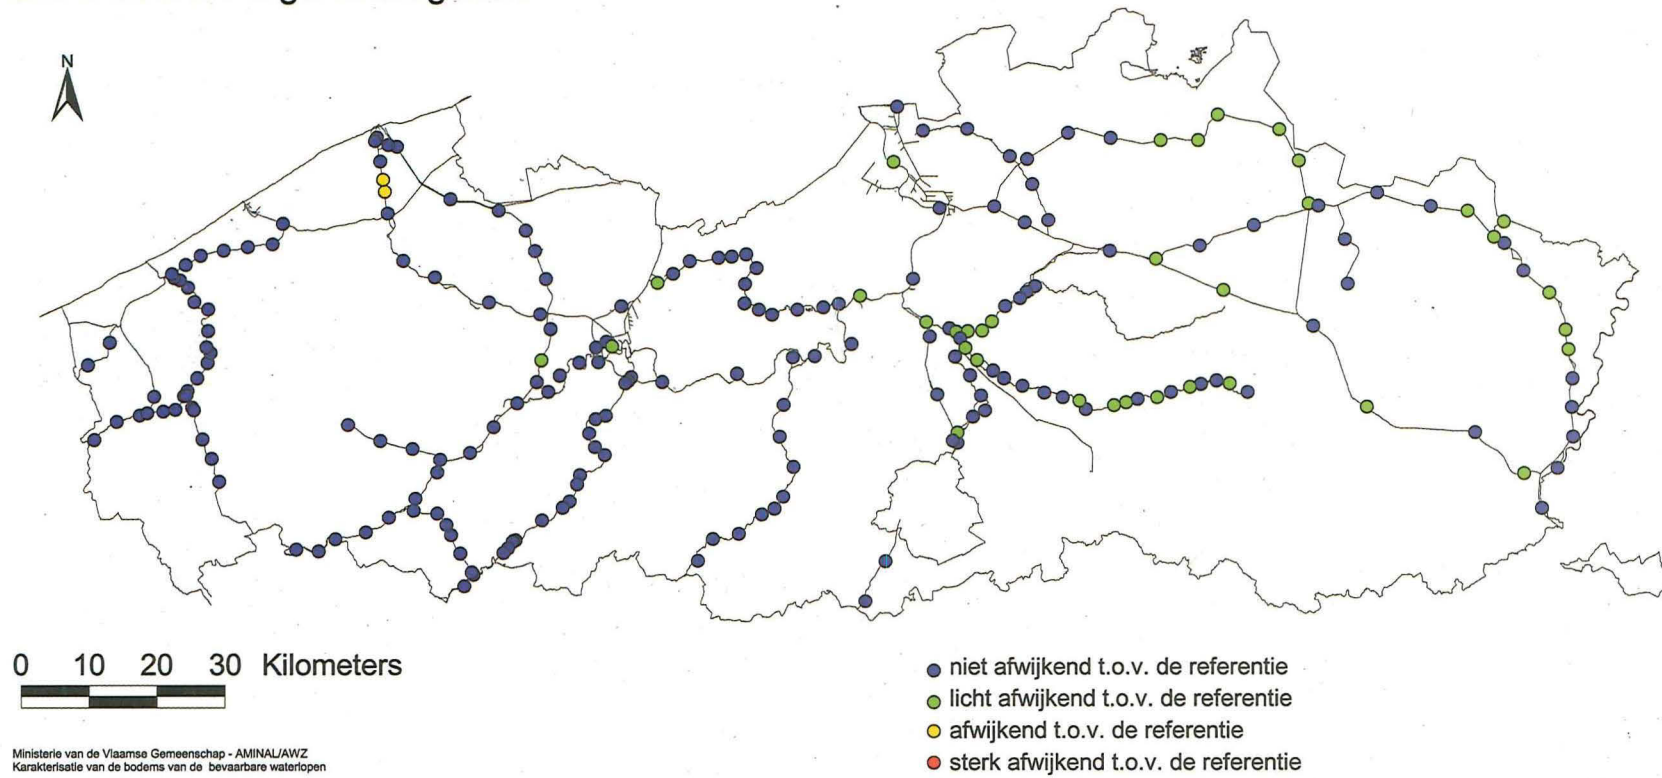 N
0 10 20 30 Kilometers
niet afwijkend t.o.v. de referentie
licht afwijkend t.o.v. de referentie
afwijkend t.o.v. de referentie
sterk afwijkend t.o.v. de referentie
Ministerie van de Vlaamse Gemeenschap - AMINAL/AWZ
Karakterisatie van de bodems van de bevaarbare waterlopen